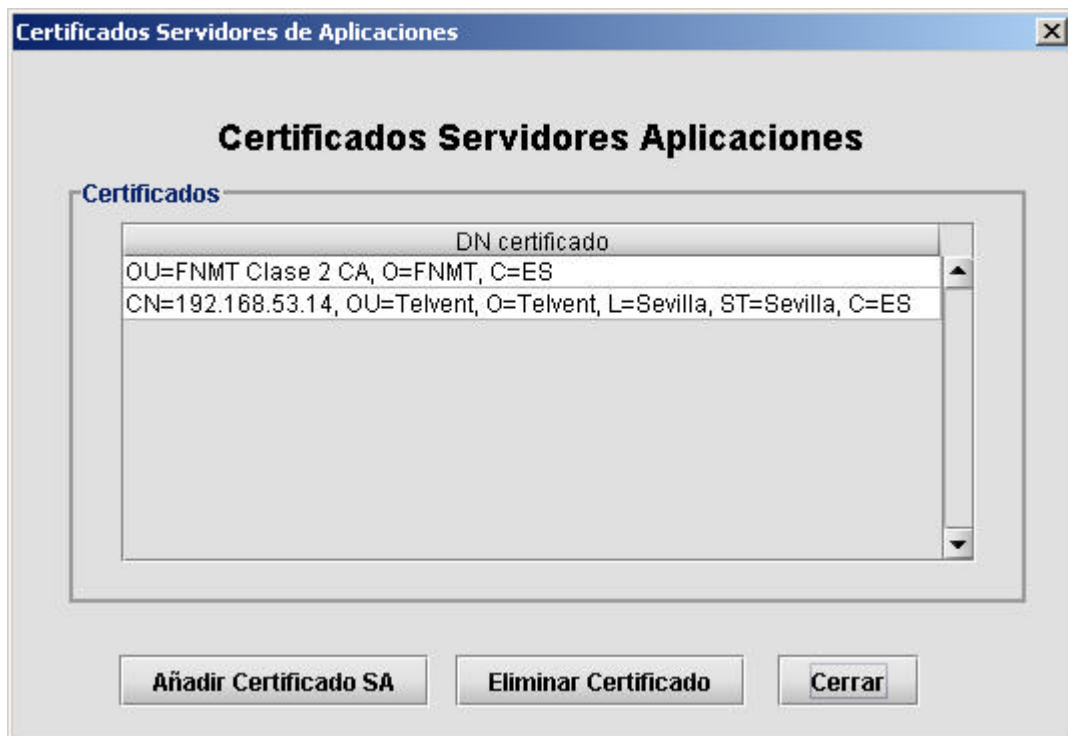 Certificados Servidores de Aplicaciones
Certificados Servidores Aplicaciones
Certificados
DN certificado
OU=FNMT Clase 2 CA, O=FNMT, C=ES
CN=192.168.53.14, OU=Telvent, O=Telvent, L=Sevilla, ST=Sevilla, C=ES
Añadir Certificado SA Eliminar Certificado Cerrar